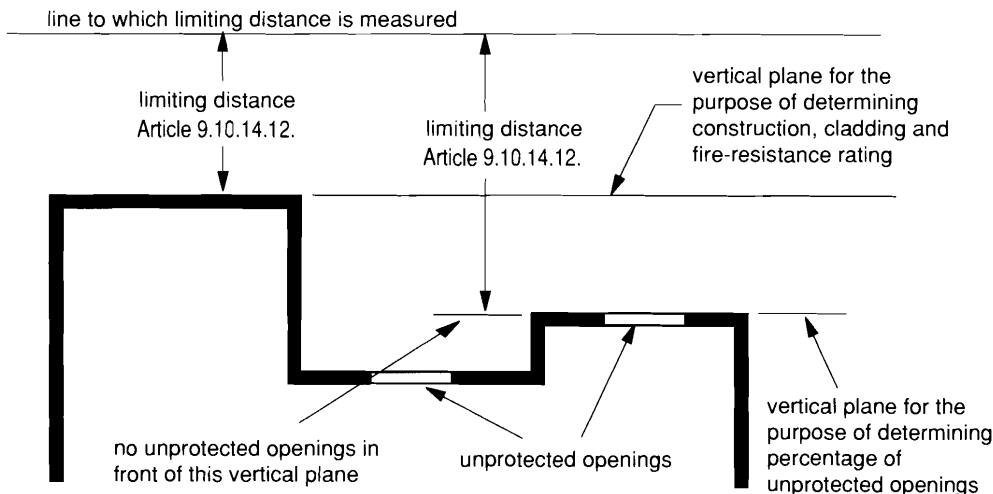 line to which limiting distance is measured
limiting distance
Article 9.10.14.12.
limiting distance
Article 9.10.14.12.
vertical plane for the
purpose of determining
construction, cladding and
fire-resistance rating
no unprotected openings in
front of this vertical plane
unprotected openings
vertical plane for the
purpose of determining
percentage of
unprotected openings